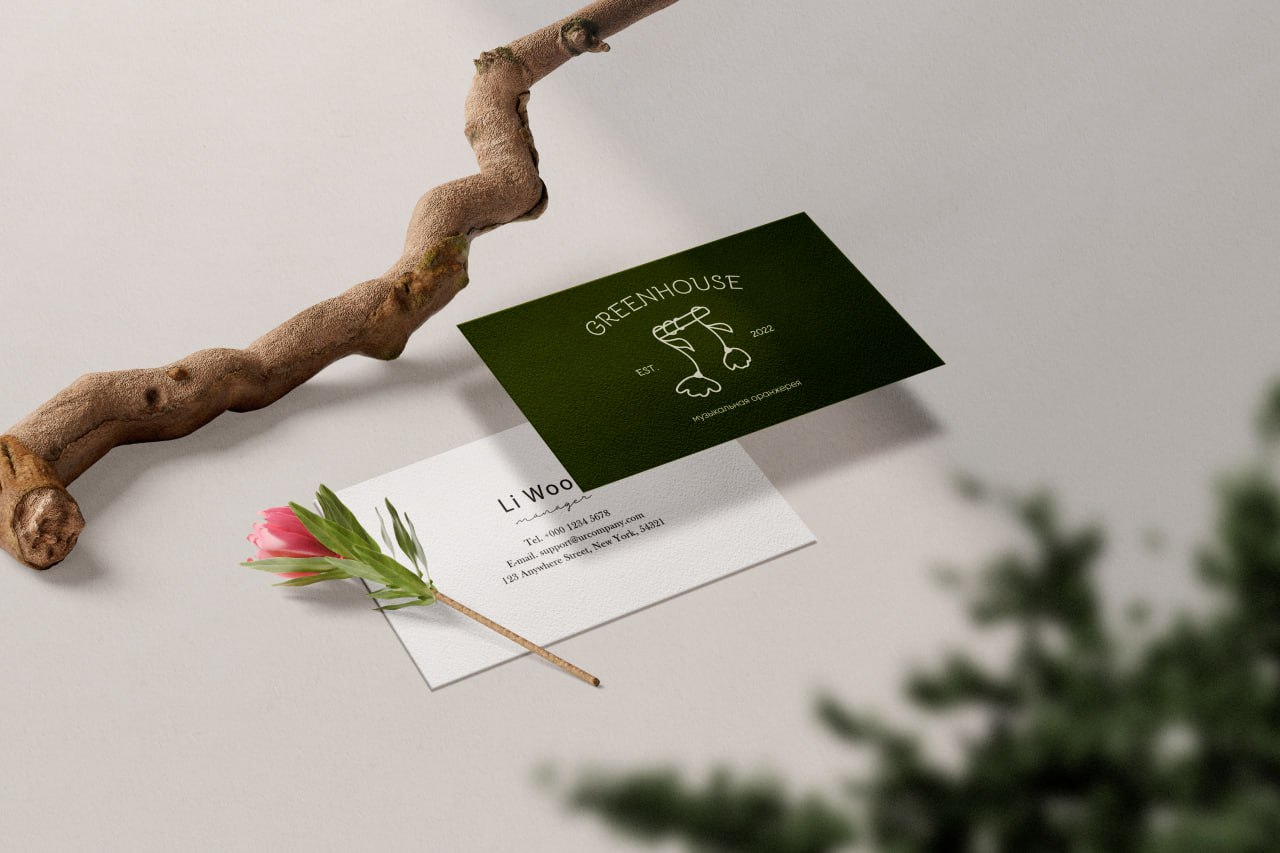 GREENHOUSE
EST.
2022
музыкальная оранжерея
Li Woo
manager
Tel. +000 1234 5678
E-mail. support@urcompany.com
123 Anywhere Street, New York, 54321